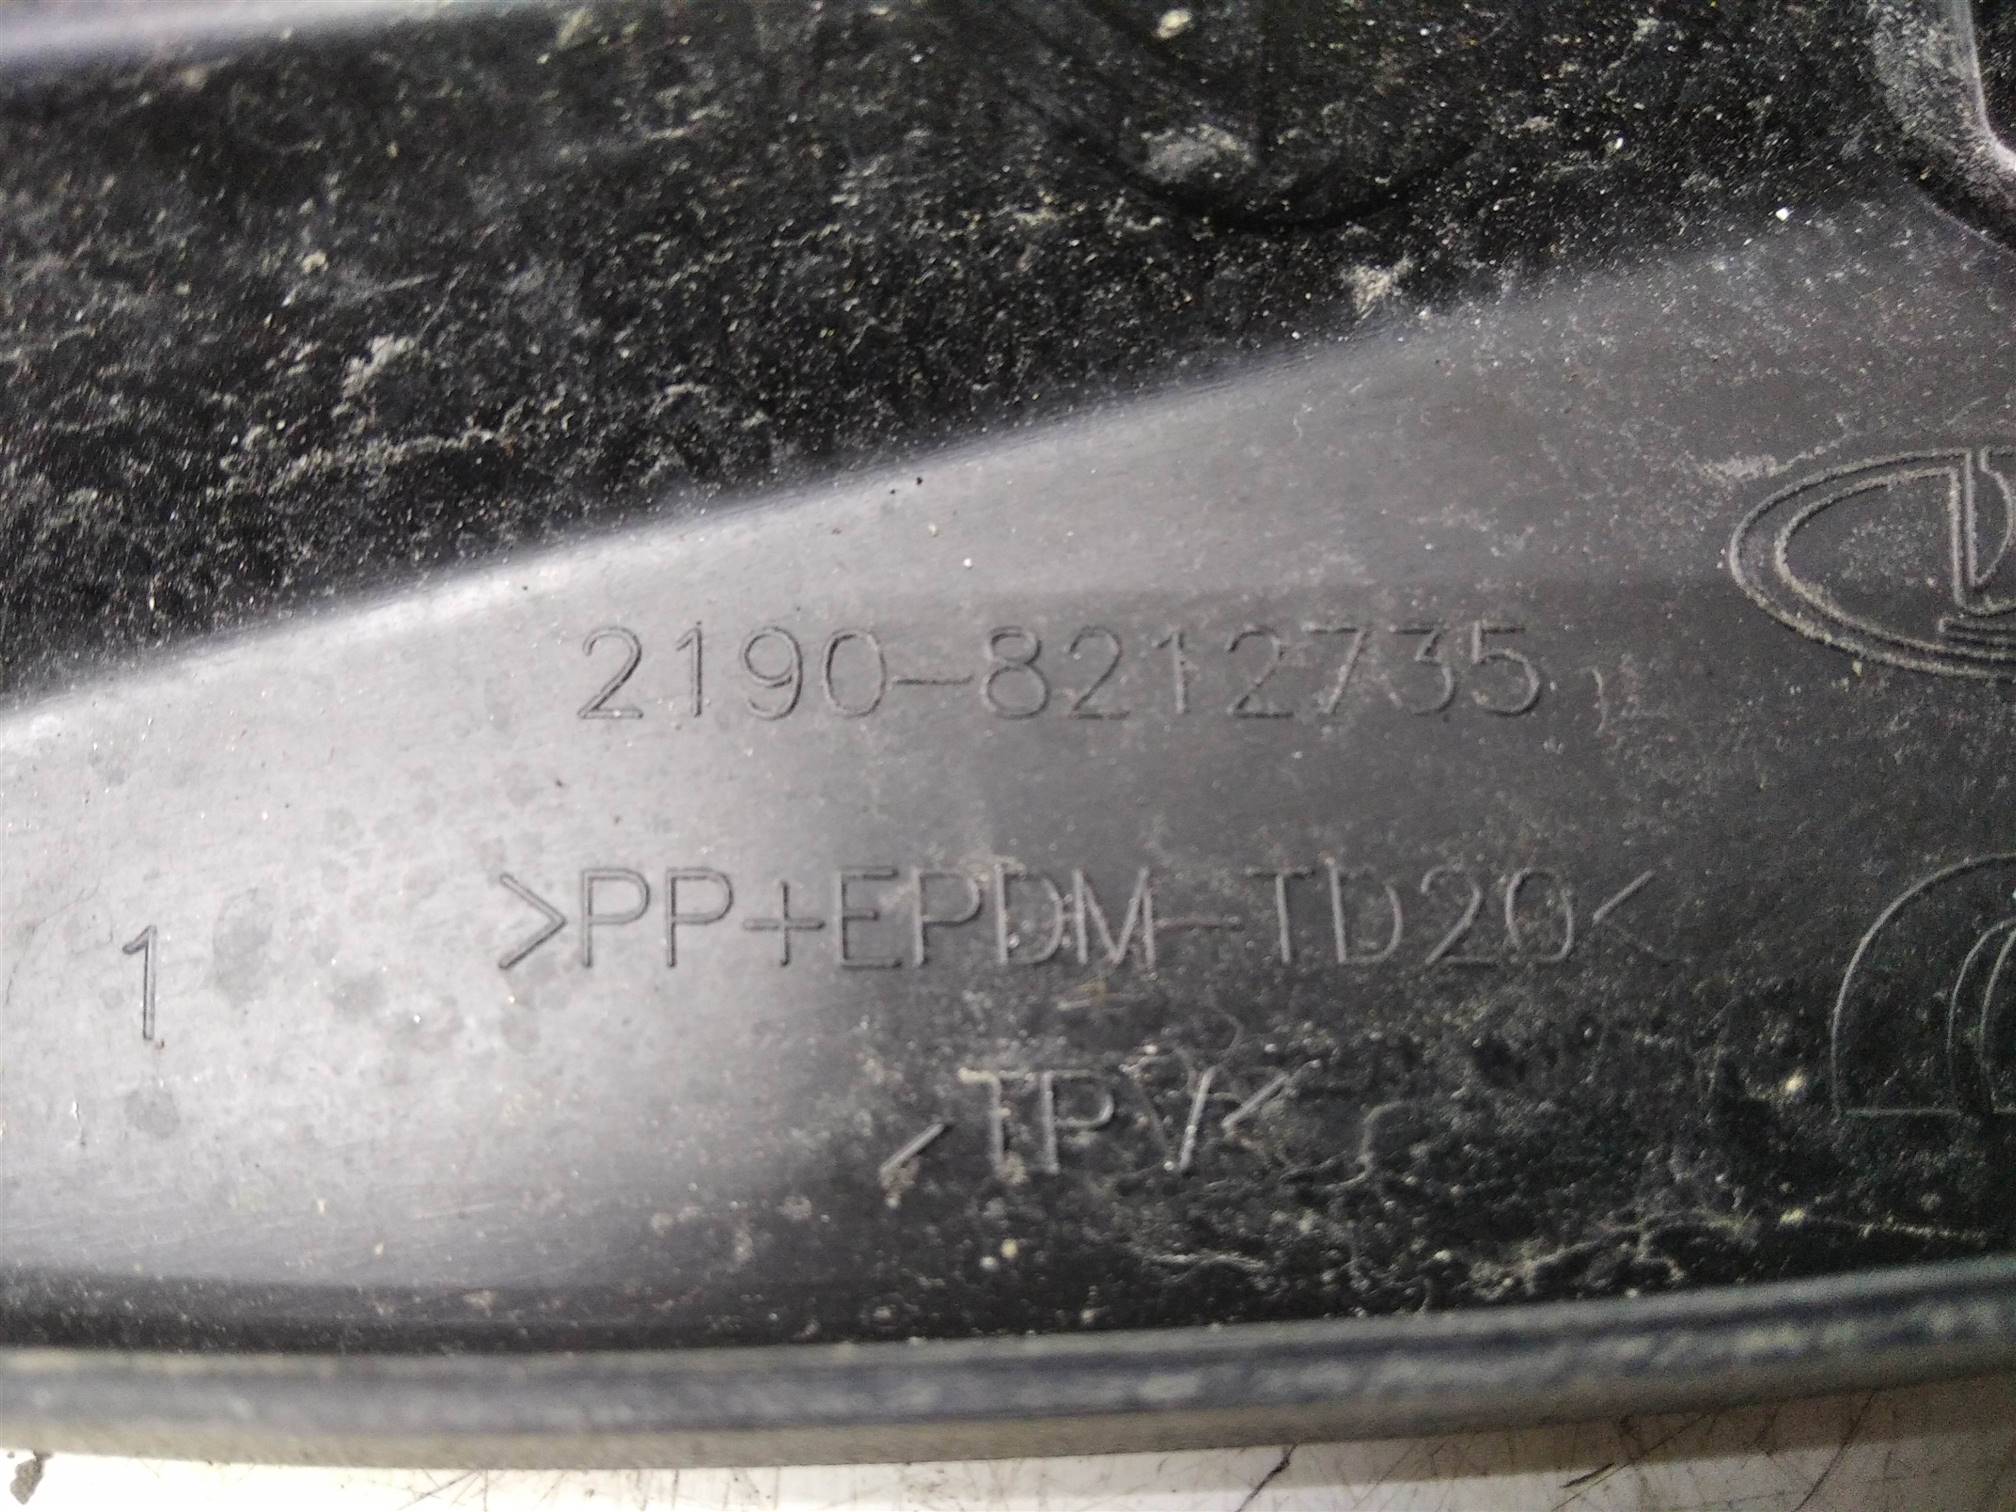 2190-8212735
1
>PP+EPDM-TD20<
>TPV<